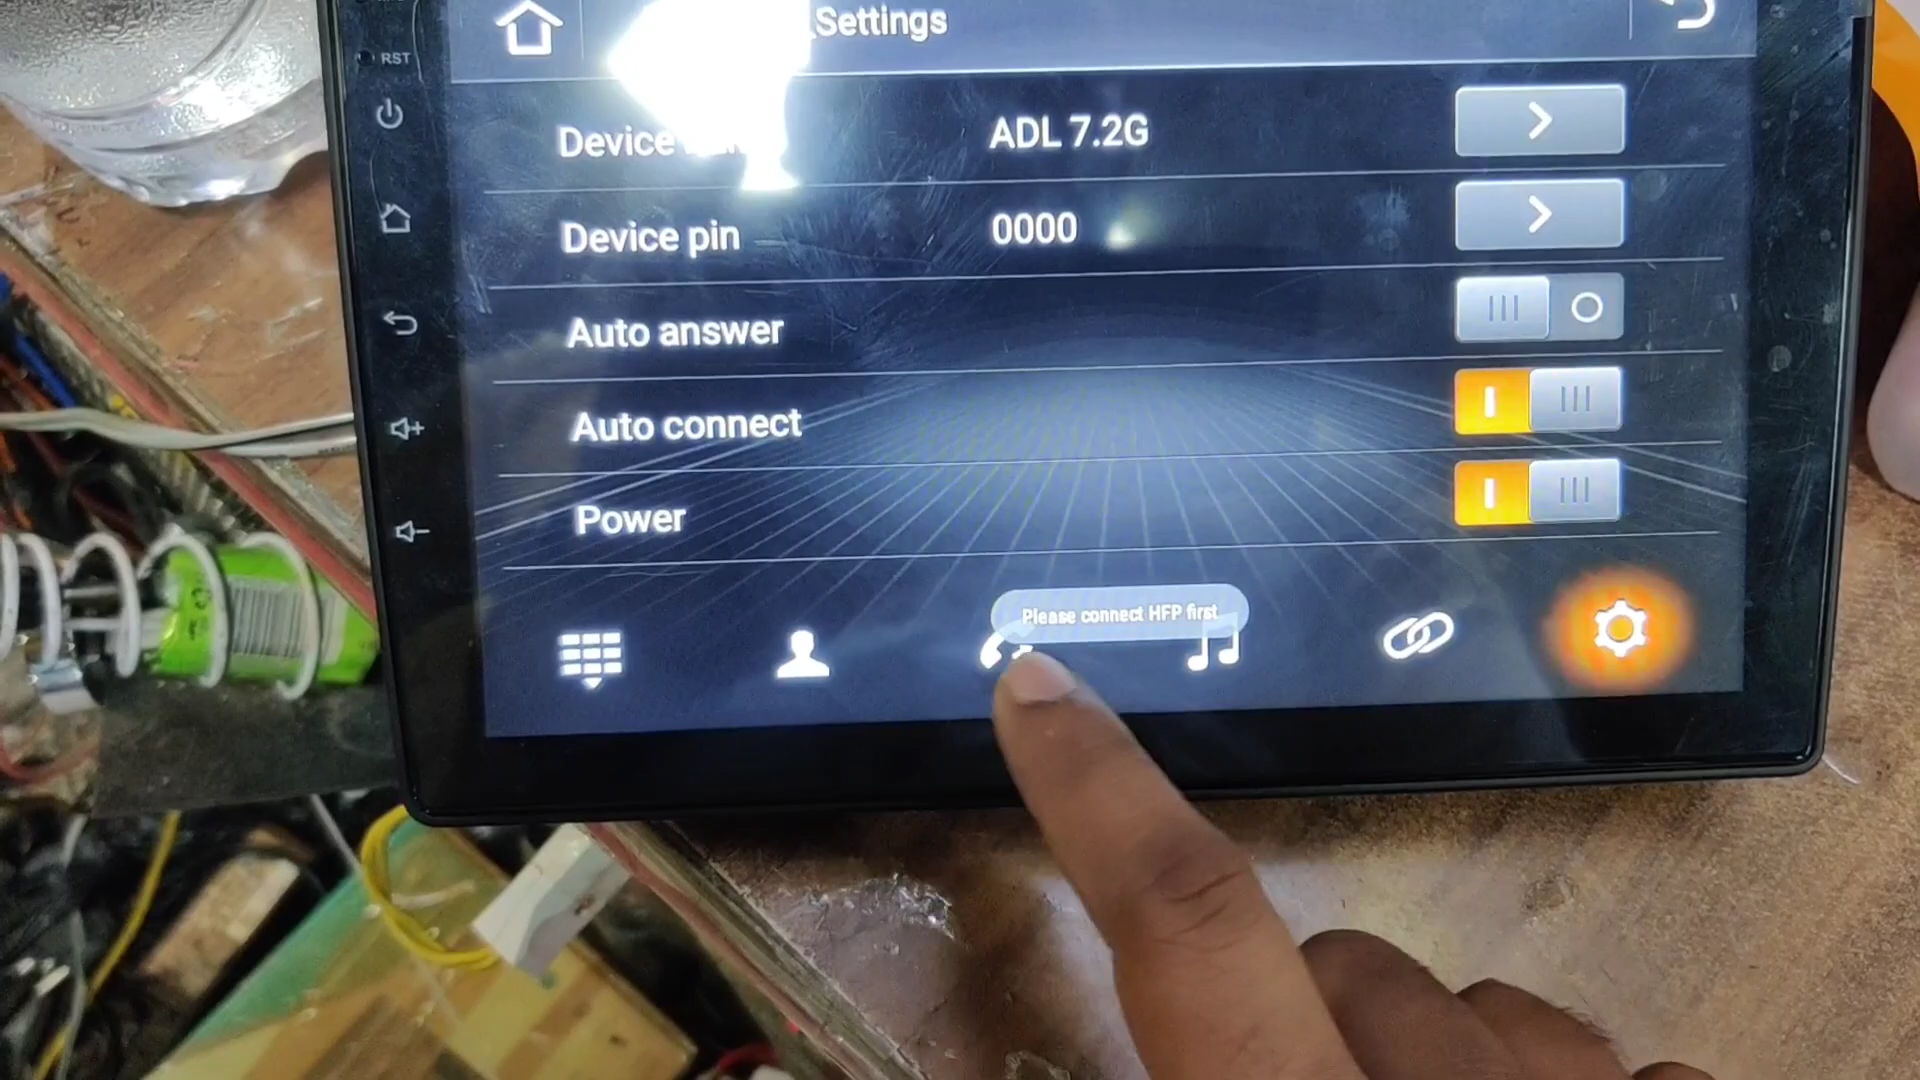 Settings
RST
Device
ADL 7.2G
Device pin
0000
Auto answer
Auto connect
Power
Please connect HFP first